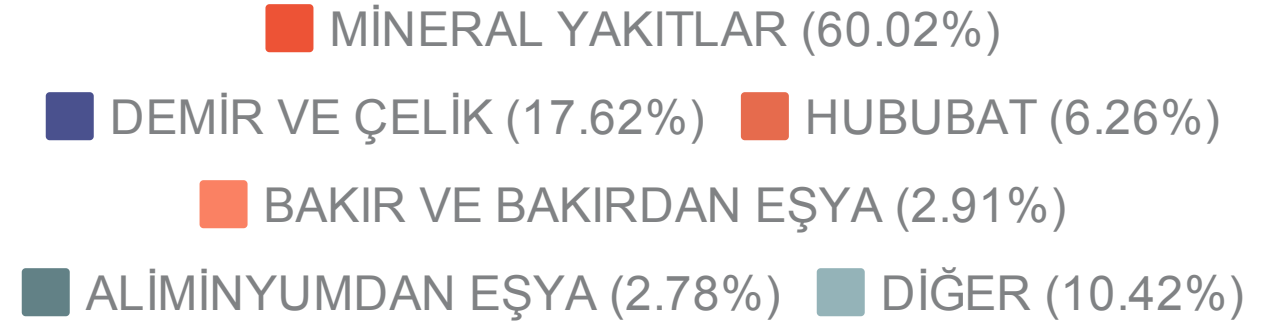 MİNERAL YAKITLAR (60.02%)
DEMİR VE ÇELİK (17.62%) HUBUBAT (6.26%)
BAKIR VE BAKIRDAN EŞYA (2.91%)
ALİMİNYUMDAN EŞYA (2.78%) DİĞER (10.42%)